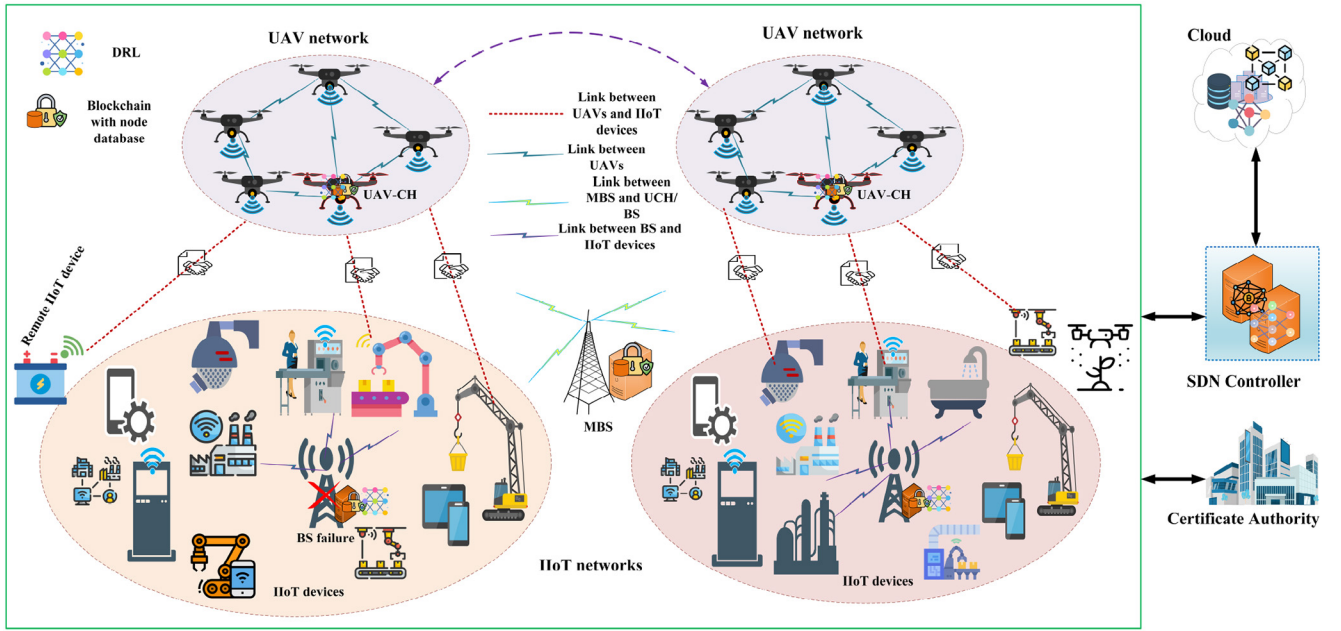 UAV network
UAV network
DRL
Blockchain
with node
database
UAV-CH
Link between
UAVs and IIoT
devices
Link between
UAVs
Link between
MBS and UCH/
BS
Link between BS and
IIoT devices
UAV-CH
Cloud
Remote IIoT device
MBS
BS failure
IIoT devices
IIoT networks
IIoT devices
SDN Controller
Certificate Authority